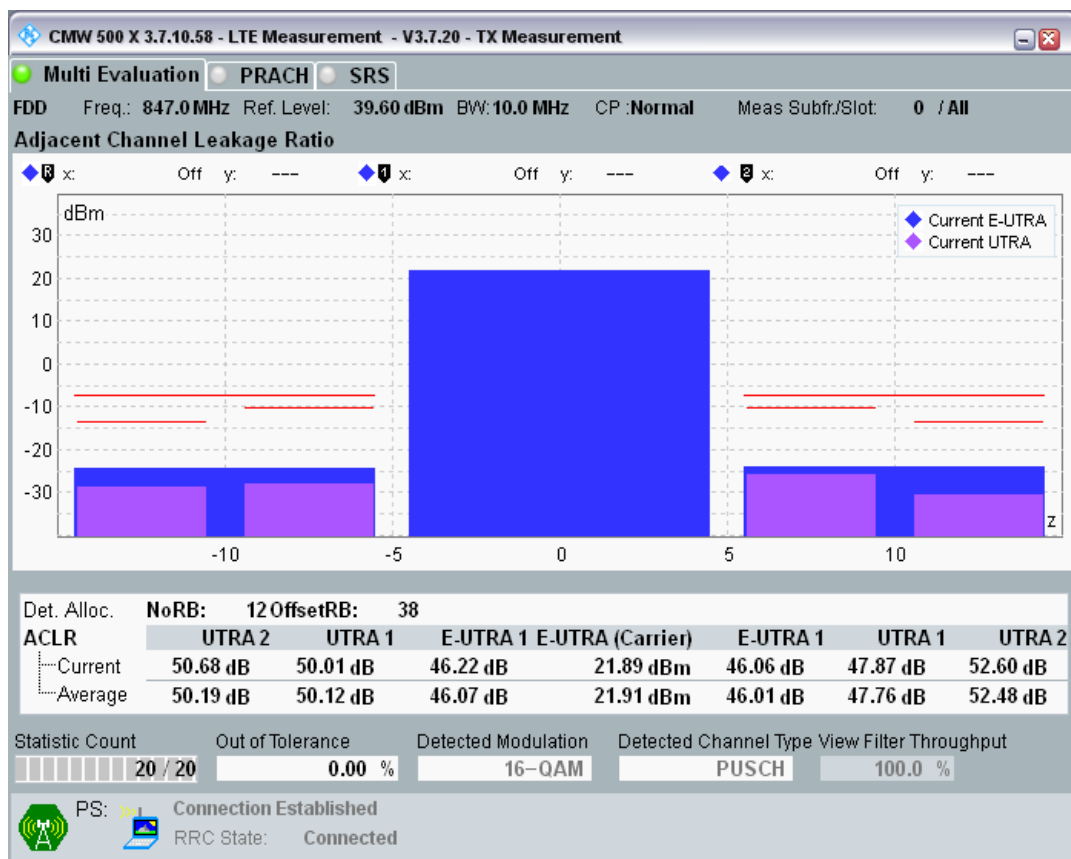 CMW 500 X 3.7.10.58 - LTE Measurement - V3.7.20 - TX Measurement
Multi Evaluation PRACH SRS
FDD Freq.: 847.0 MHz Ref. Level: 39.60 dBm BW: 10.0 MHz CP :Normal Meas Subfr./Slot: 0 / All
Adjacent Channel Leakage Ratio
R x: Off y: --- 1 x: Off y: --- 2 x: Off y: ---
dBm
Current E-UTRA
Current UTRA
30
20
10
0
-10
-20
-30
z
-10 -5 0 5 10
Det. Alloc. NoRB: 12 OffsetRB: 38
ACLR UTRA 2 UTRA 1 E-UTRA 1 E-UTRA (Carrier) E-UTRA 1 UTRA 1 UTRA 2
Current 50.68 dB 50.01 dB 46.22 dB 21.89 dBm 46.06 dB 47.87 dB 52.60 dB
Average 50.19 dB 50.12 dB 46.07 dB 21.91 dBm 46.01 dB 47.76 dB 52.48 dB
Statistic Count Out of Tolerance Detected Modulation Detected Channel Type View Filter Throughput
20 / 20 0.00 % 16-QAM PUSCH 100.0 %
PS: Connection Established
RRC State: Connected